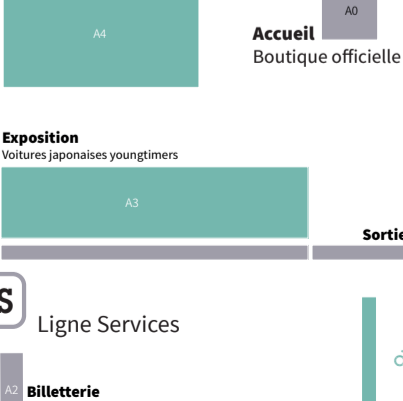 A0
A4
Accueil
Boutique officielle
Exposition
Voitures japonaises youngtimers
A3
Sortie
S
Ligne Services
A2 Billetterie